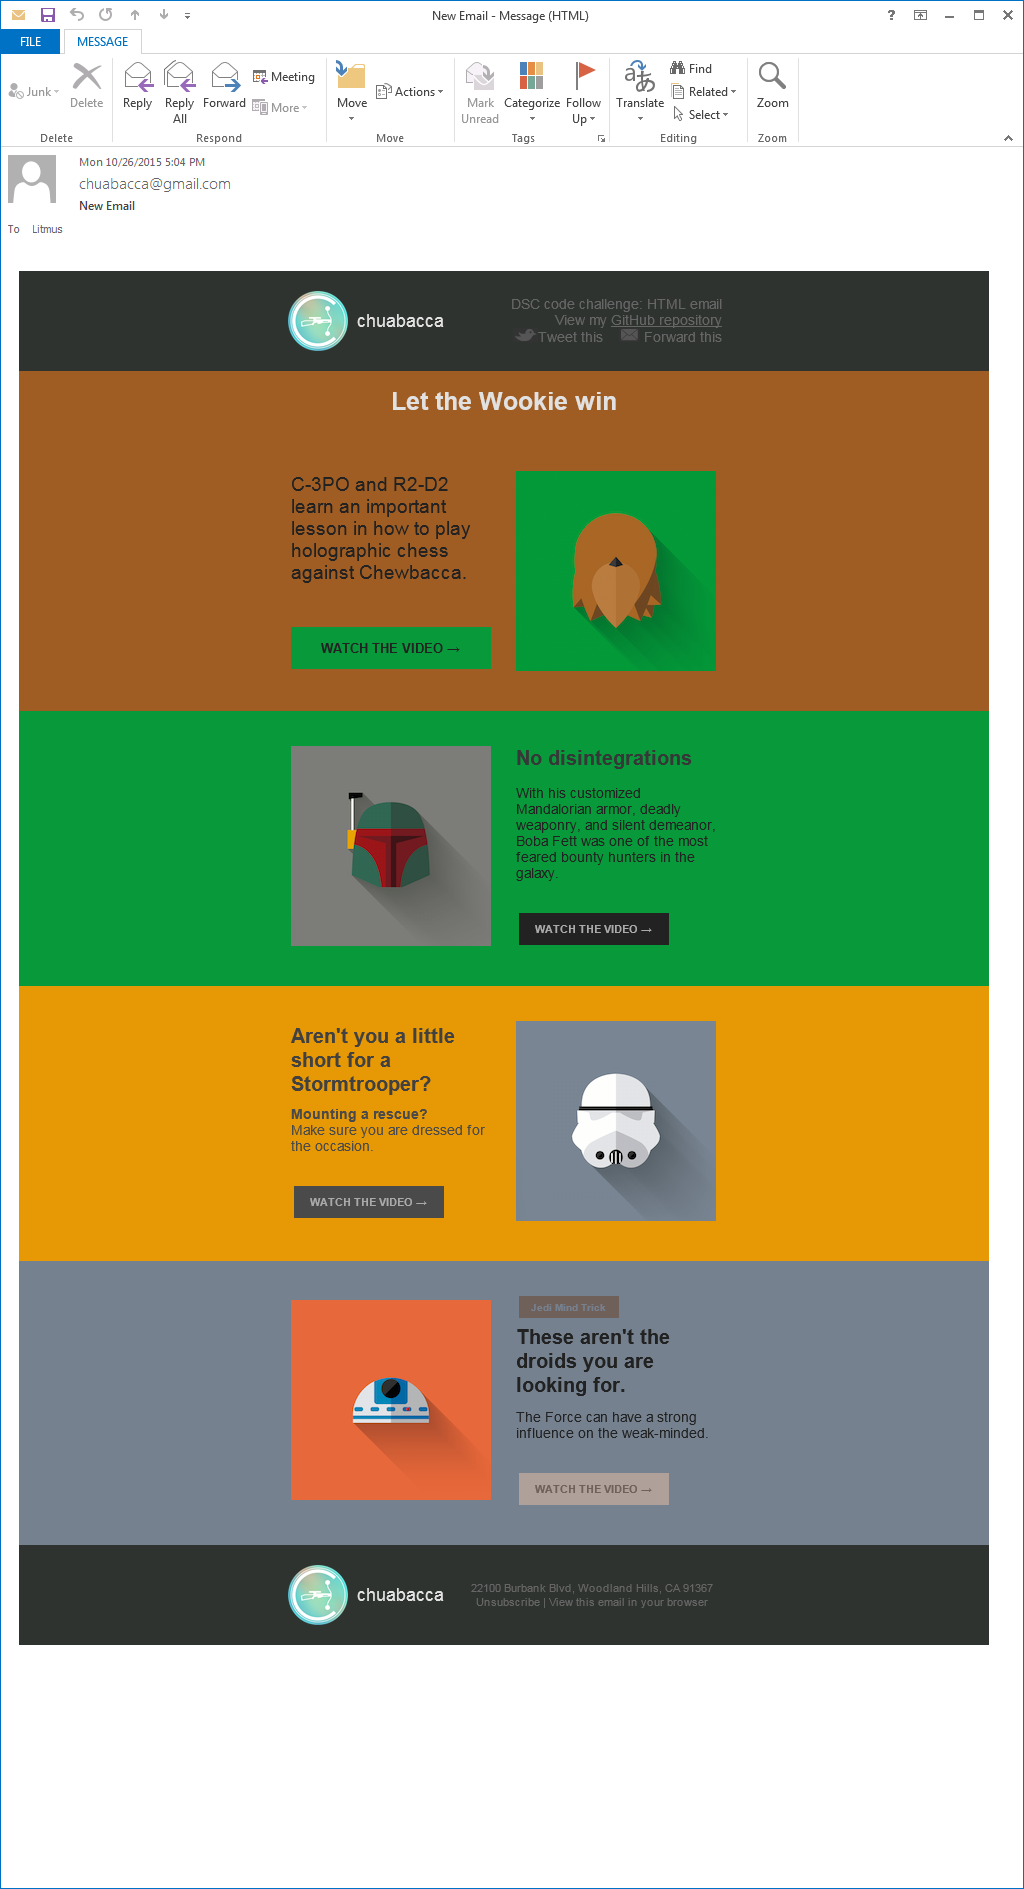 New Email - Message (HTML)
?
FILE
MESSAGE
Junk
Delete
Reply
Reply
All
Forward
Meeting
More
Move
Actions
Mark
Unread
Categorize
Follow
Up
Translate
a
あ
Find
Related
Select
Zoom
Delete
Respond
Move
Tags
Editing
Zoom
Mon 10/26/2015 5:04 PM
chuabacca@gmail.com
New Email
To Litmus
chuabacca
DSC code challenge: HTML email
View my GitHub repository
Tweet this Forward this
Let the Wookie win
C-3PO and R2-D2
learn an important
lesson in how to play
holographic chess
against Chewbacca.
WATCH THE VIDEO →
No disintegrations
With his customized
Mandalorian armor, deadly
weaponry, and silent demeanor,
Boba Fett was one of the most
feared bounty hunters in the
galaxy.
WATCH THE VIDEO →
Aren't you a little
short for a
Stormtrooper?
Mounting a rescue?
Make sure you are dressed for
the occasion.
WATCH THE VIDEO →
Jedi Mind Trick
These aren't the
droids you are
looking for.
The Force can have a strong
influence on the weak-minded.
WATCH THE VIDEO →
chuabacca
22100 Burbank Blvd, Woodland Hills, CA 91367
Unsubscribe | View this email in your browser